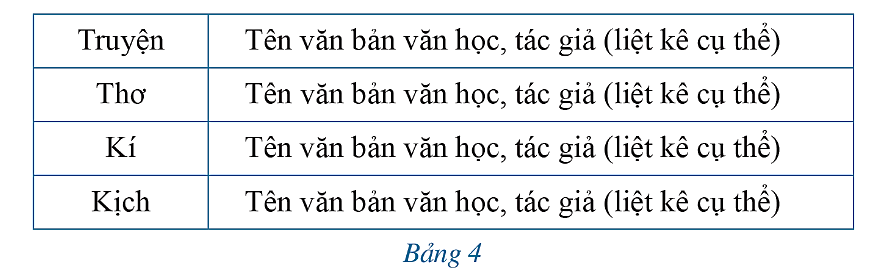 Truyện Tên văn bản văn học, tác giả (liệt kê cụ thể)
Thơ Tên văn bản văn học, tác giả (liệt kê cụ thể)
Kí Tên văn bản văn học, tác giả (liệt kê cụ thể)
Kịch Tên văn bản văn học, tác giả (liệt kê cụ thể)
Bảng 4